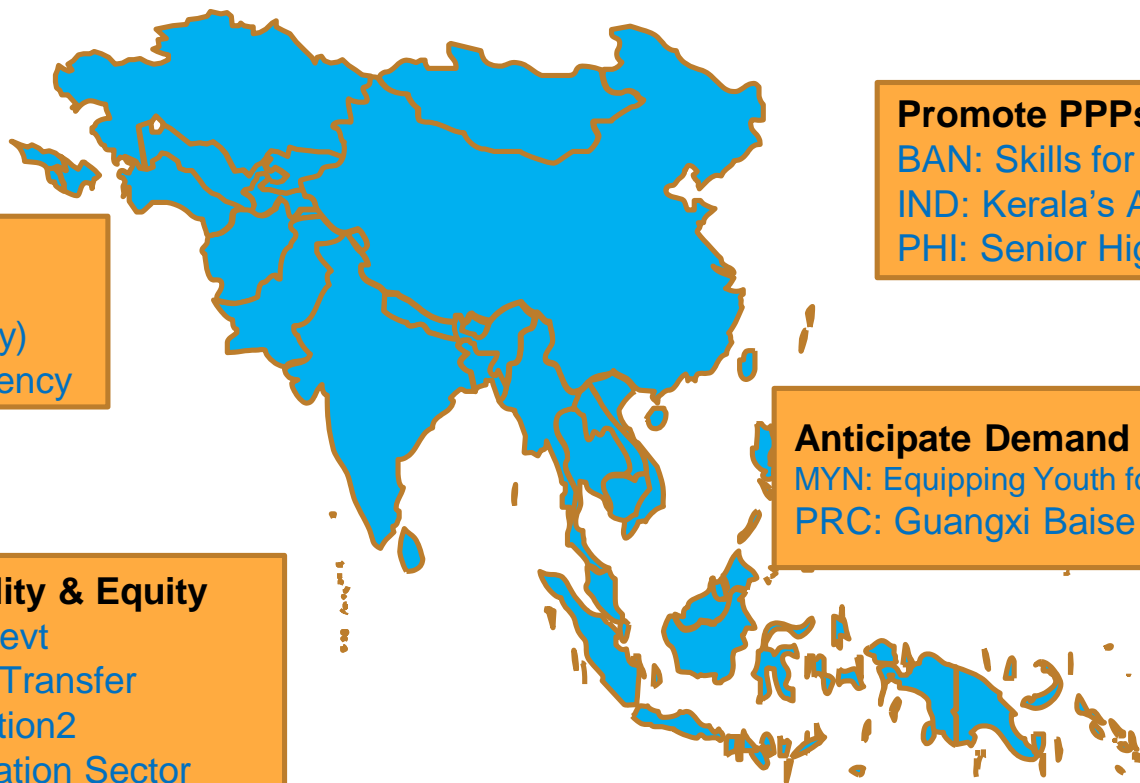 Promote PPPs
BAN: Skills for
IND: Kerala's A
PHI: Senior Hig
y)
ency
Anticipate Demand
MYN: Equipping Youth fo
PRC: Guangxi Baise
lity & Equity
evt
Transfer
tion2
ation Sector